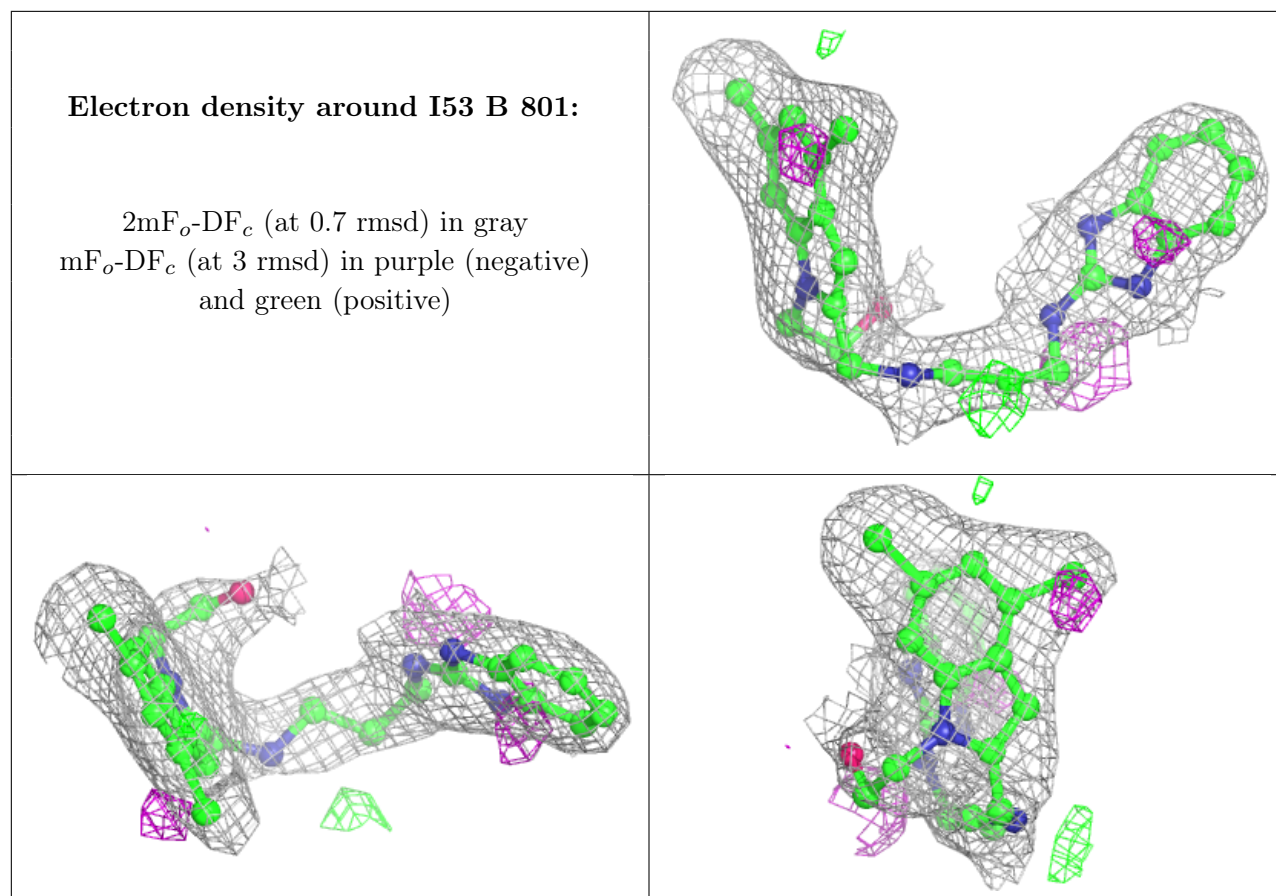 Electron density around I53 B 801:
2mFₒ-DF𝒸 (at 0.7 rmsd) in gray
mFₒ-DF𝒸 (at 3 rmsd) in purple (negative)
and green (positive)